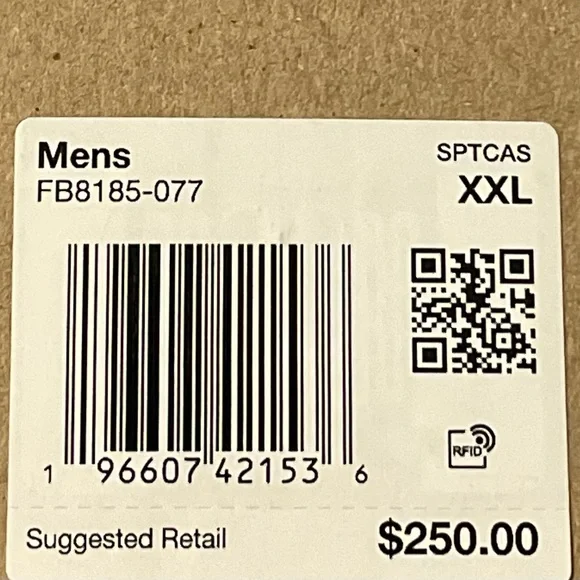 Mens
SPTCAS
FB8185-077
XXL
RFID
1 96607 42153 6
Suggested Retail
$250.00